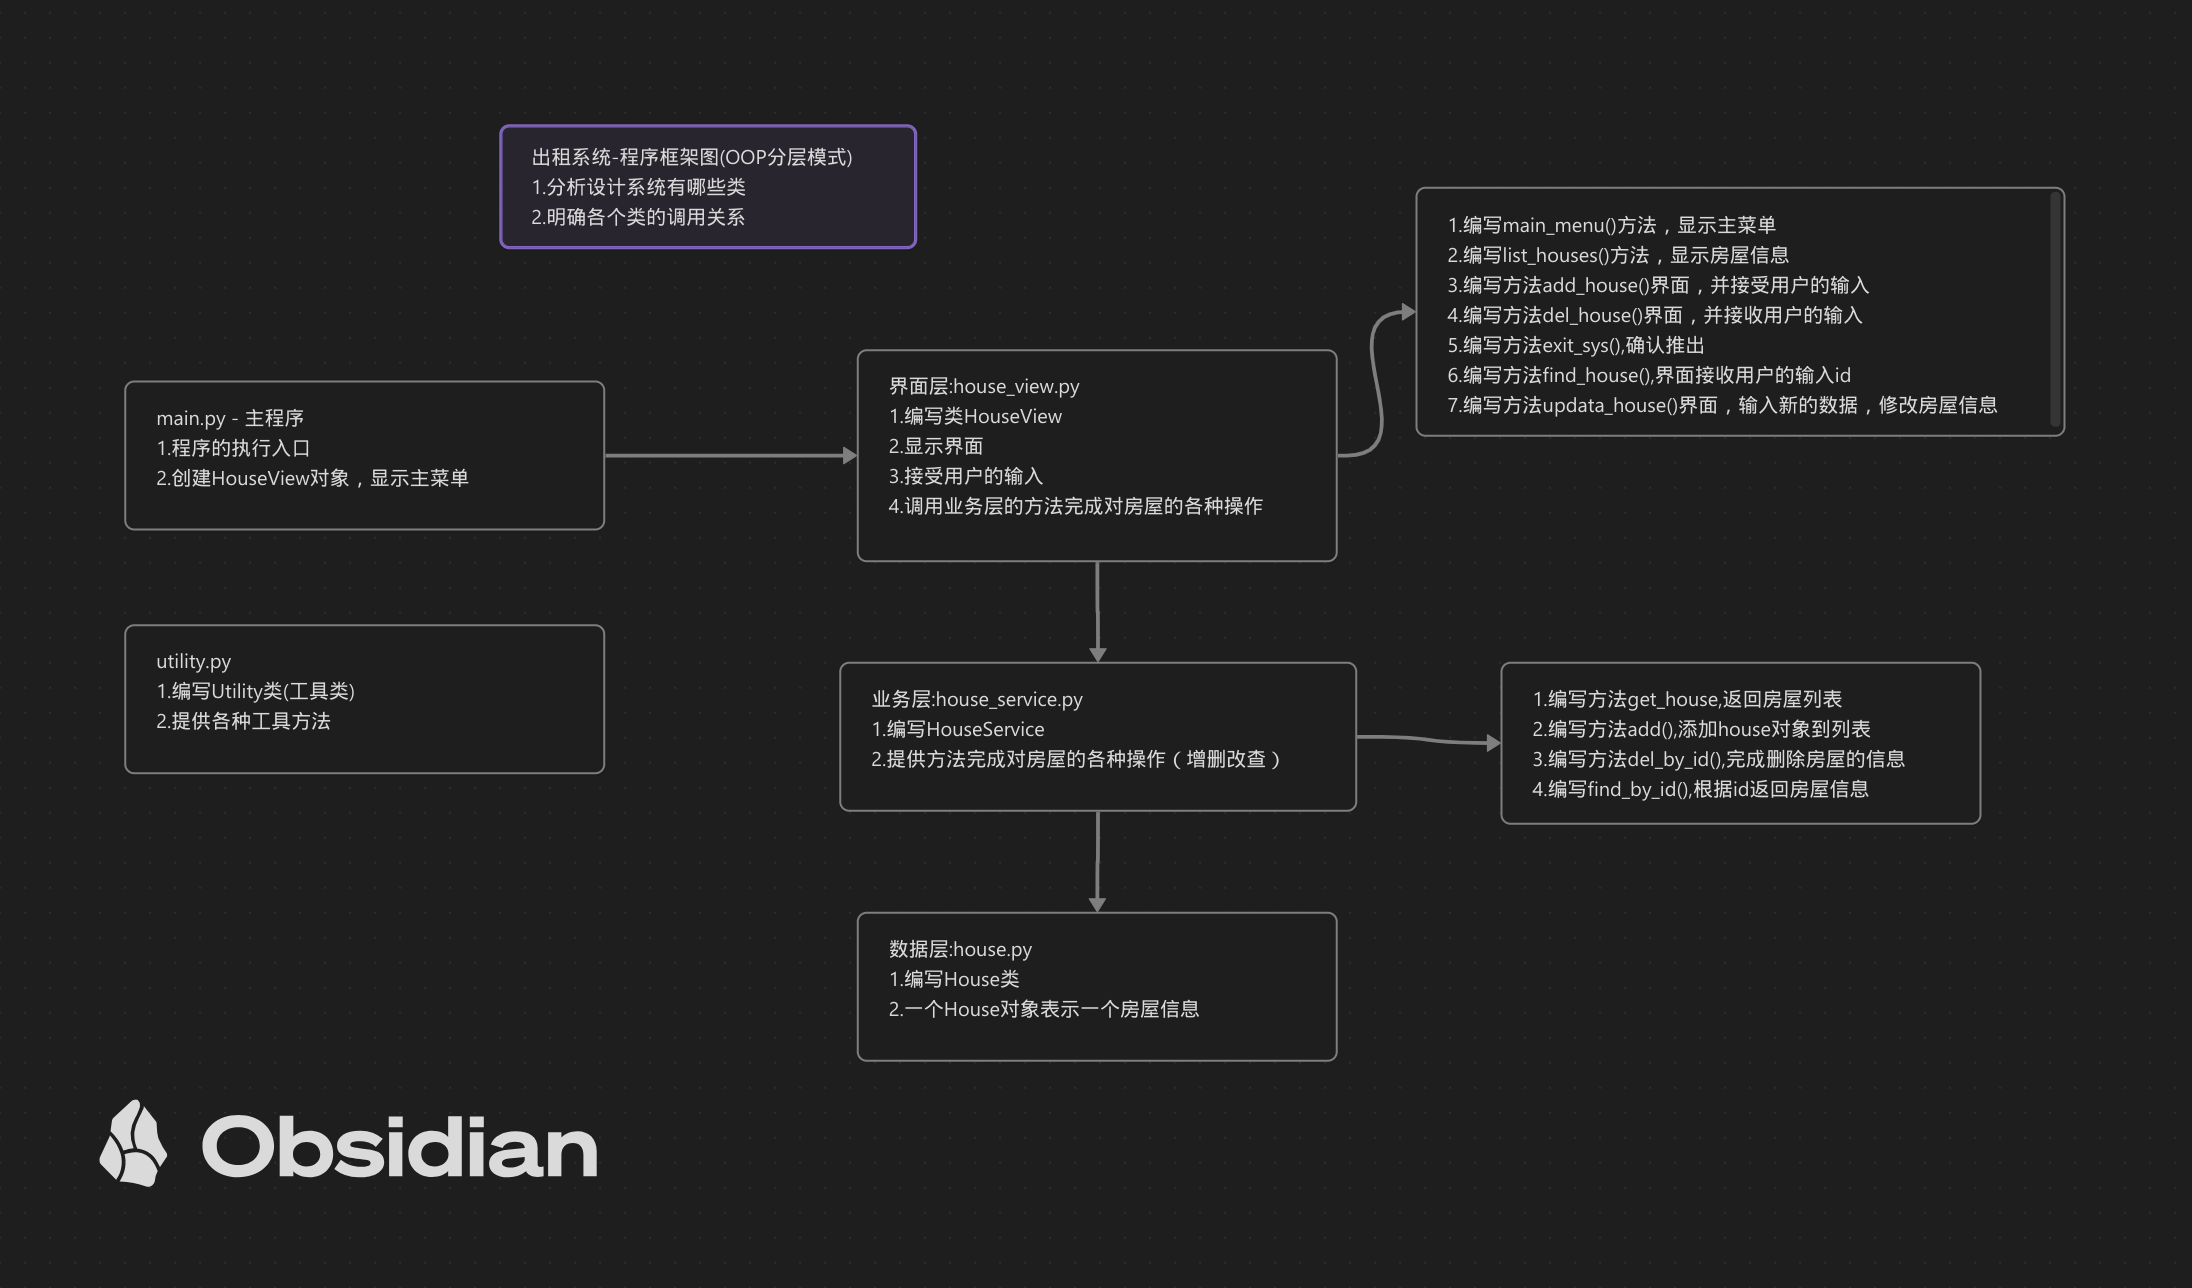 出租系统-程序框架图(OOP分层模式)
1.分析设计系统有哪些类
2.明确各个类的调用关系
1.编写main_menu()方法，显示主菜单
2.编写list_houses()方法，显示房屋信息
3.编写方法add_house()界面，并接受用户的输入
4.编写方法del_house()界面，并接收用户的输入
5.编写方法exit_sys(),确认推出
6.编写方法find_house(),界面接收用户的输入id
7.编写方法updata_house()界面，输入新的数据，修改房屋信息
main.py - 主程序
1.程序的执行入口
2.创建HouseView对象，显示主菜单
界面层:house_view.py
1.编写类HouseView
2.显示界面
3.接受用户的输入
4.调用业务层的方法完成对房屋的各种操作
utility.py
1.编写Utility类(工具类)
2.提供各种工具方法
业务层:house_service.py
1.编写HouseService
2.提供方法完成对房屋的各种操作（增删改查）
1.编写方法get_house,返回房屋列表
2.编写方法add(),添加house对象到列表
3.编写方法del_by_id(),完成删除房屋的信息
4.编写find_by_id(),根据id返回房屋信息
数据层:house.py
1.编写House类
2.一个House对象表示一个房屋信息
Obsidian